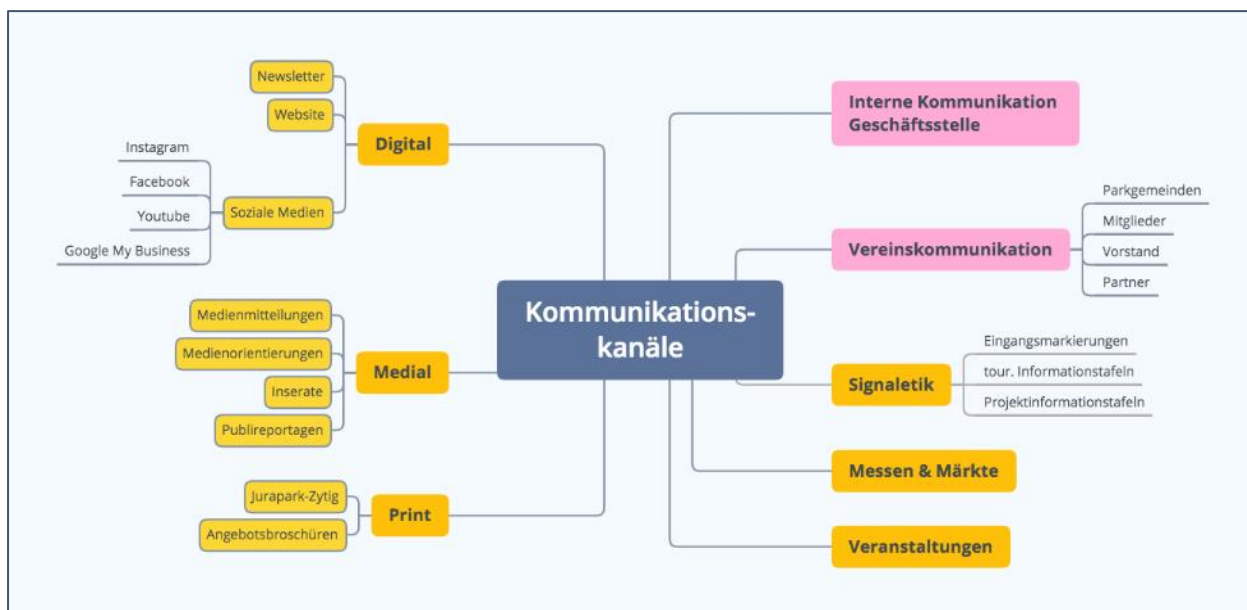 Kommunikations-
kanäle
Digital
Newsletter
Website
Soziale Medien
Instagram
Facebook
Youtube
Google My Business
Medial
Medienmitteilungen
Medienorientierungen
Inserate
Publireportagen
Print
Jurapark-Zytig
Angebotsbroschüren
Interne Kommunikation
Geschäftsstelle
Vereinskommunikation
Parkgemeinden
Mitglieder
Vorstand
Partner
Signaletik
Eingangsmarkierungen
tour. Informationstafeln
Projektinformationstafeln
Messen & Märkte
Veranstaltungen